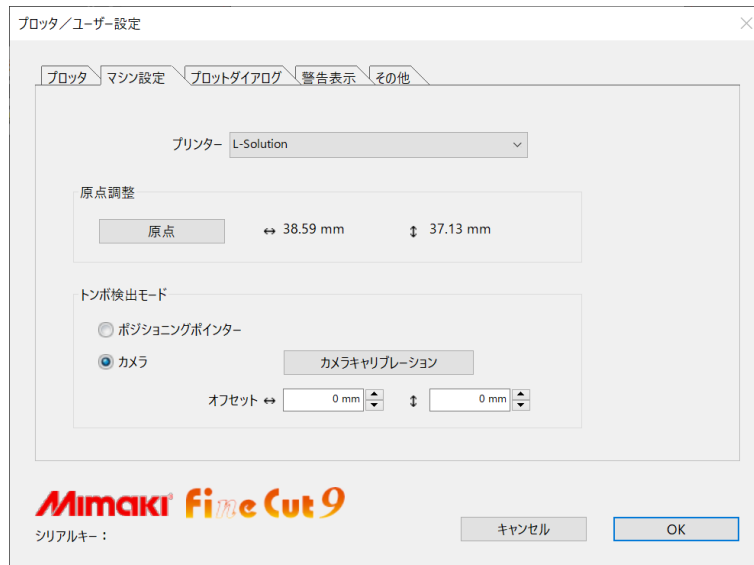 プロッタ／ユーザー設定
プロッタ マシン設定 プロットダイアログ 警告表示 その他
プリンター L-Solution
原点調整
原点 ↔ 38.59 mm ↕ 37.13 mm
トンボ検出モード
ポジショニングポインター
カメラ カメラキャリブレーション
オフセット ↔ 0 mm ↕ 0 mm
Mimaki Fine Cut 9
シリアルキー：
キャンセル OK